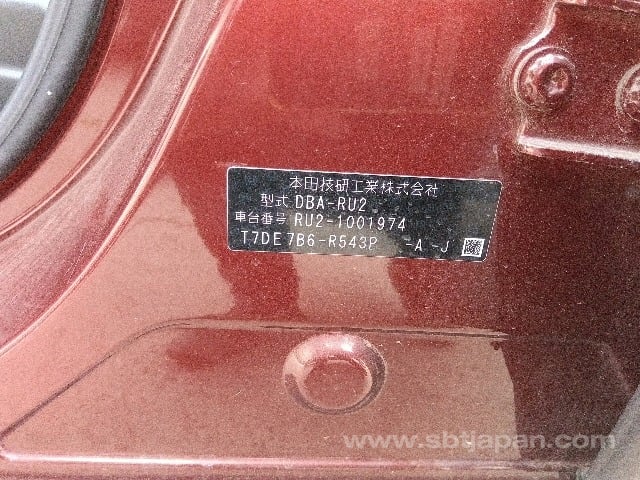 本田技研工業株式会社
型式 DBA-RU2
車台番号 RU2-1001974
T7DE7B6-R543P -A -J
www.sbtjapan.com